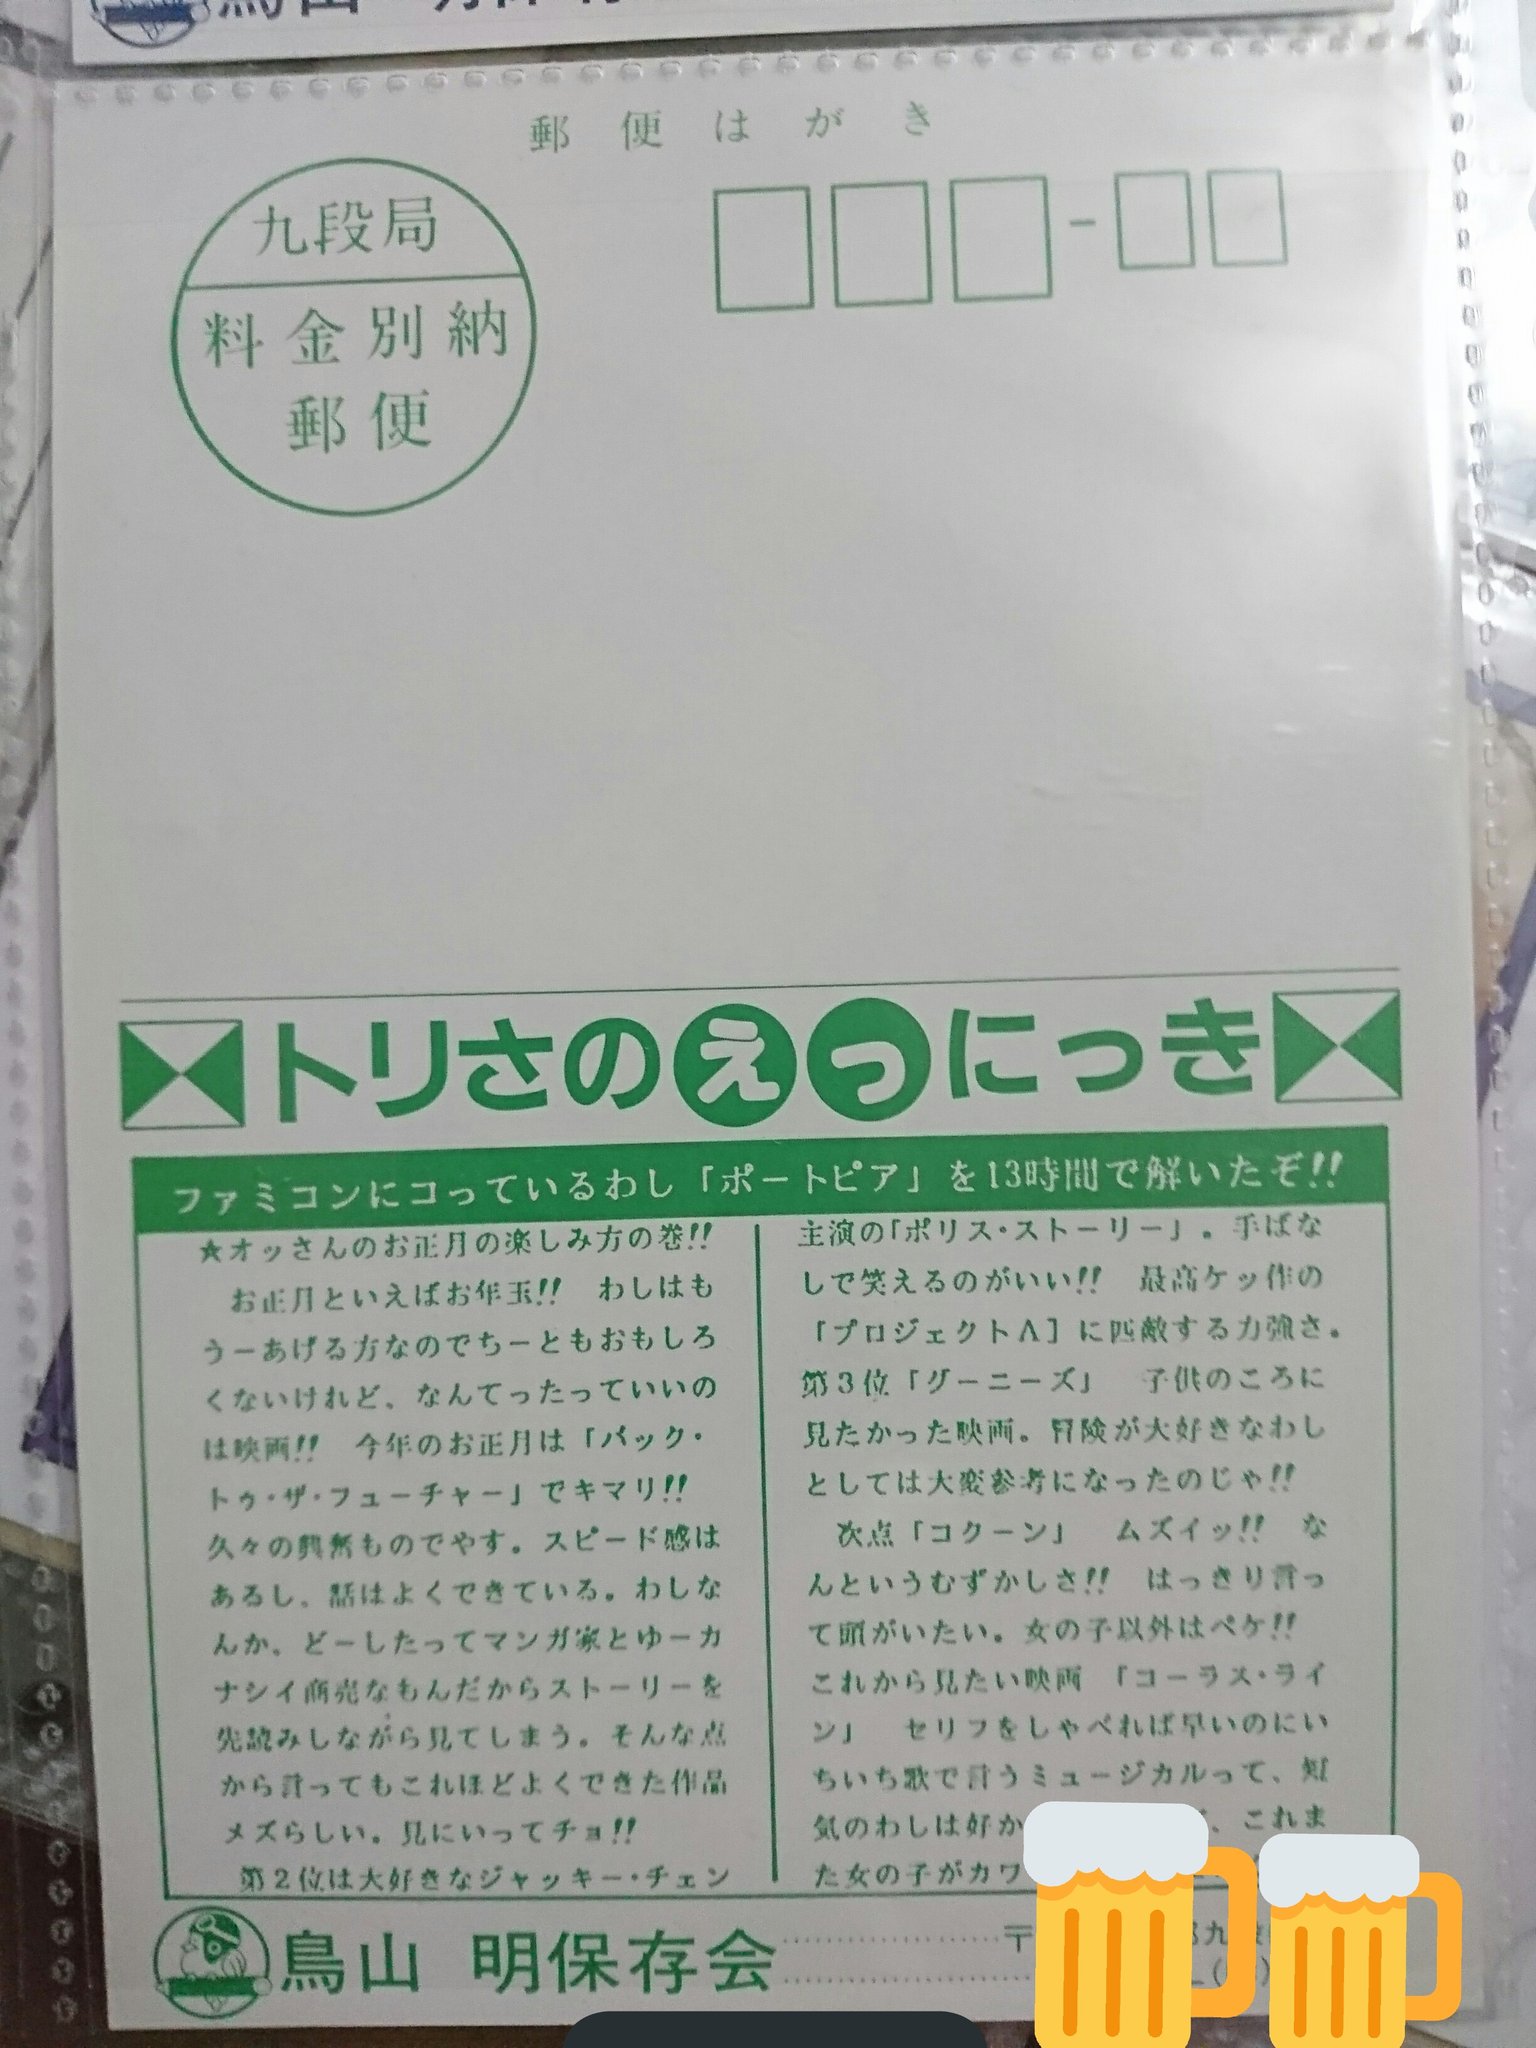 郵便はがき
九段局
料金別納
郵便
トリさのえっにっき
ファミコンにコっているわし「ポートピア」を13時間で解いたぞ!!
★オッさんのお正月の楽しみ方の巻!!
お正月といえばお年玉!!　わしはも
うーあげる方なのでちーともおもしろ
くないけれど、なんてったっていいの
は映画!!　今年のお正月は「バック・
トゥ・ザ・フューチャー」でキマリ!!
久々の興奮ものでやす。スピード感は
あるし、話はよくできている。わしな
んか、どーしたってマンガ家とゆーカ
ナシイ商売なもんだからストーリーを
先読みしながら見てしまう。そんな点
から言ってもこれほどよくできた作品
メズらしい。見にいってチョ!!
第2位は大好きなジャッキー・チェン
主演の「ポリス・ストーリー」。手ばな
しで笑えるのがいい!!　最高ケッ作の
「プロジェクトA」に匹敵する力強さ。
第3位「グーニーズ」　子供のころに
見たかった映画。冒険が大好きなわし
としては大変参考になったのじゃ!!
次点「コクーン」　ムズイッ!!　な
んというむずかしさ!!　はっきり言っ
て頭がいたい。女の子以外はペケ!!
これから見たい映画　「コーラス・ライ
ン」　セリフをしゃべれば早いのにい
ちいち歌で言うミュージカルって、短
気のわしは好か　、これま
た女の子がカワ
鳥山 明保存会
〒